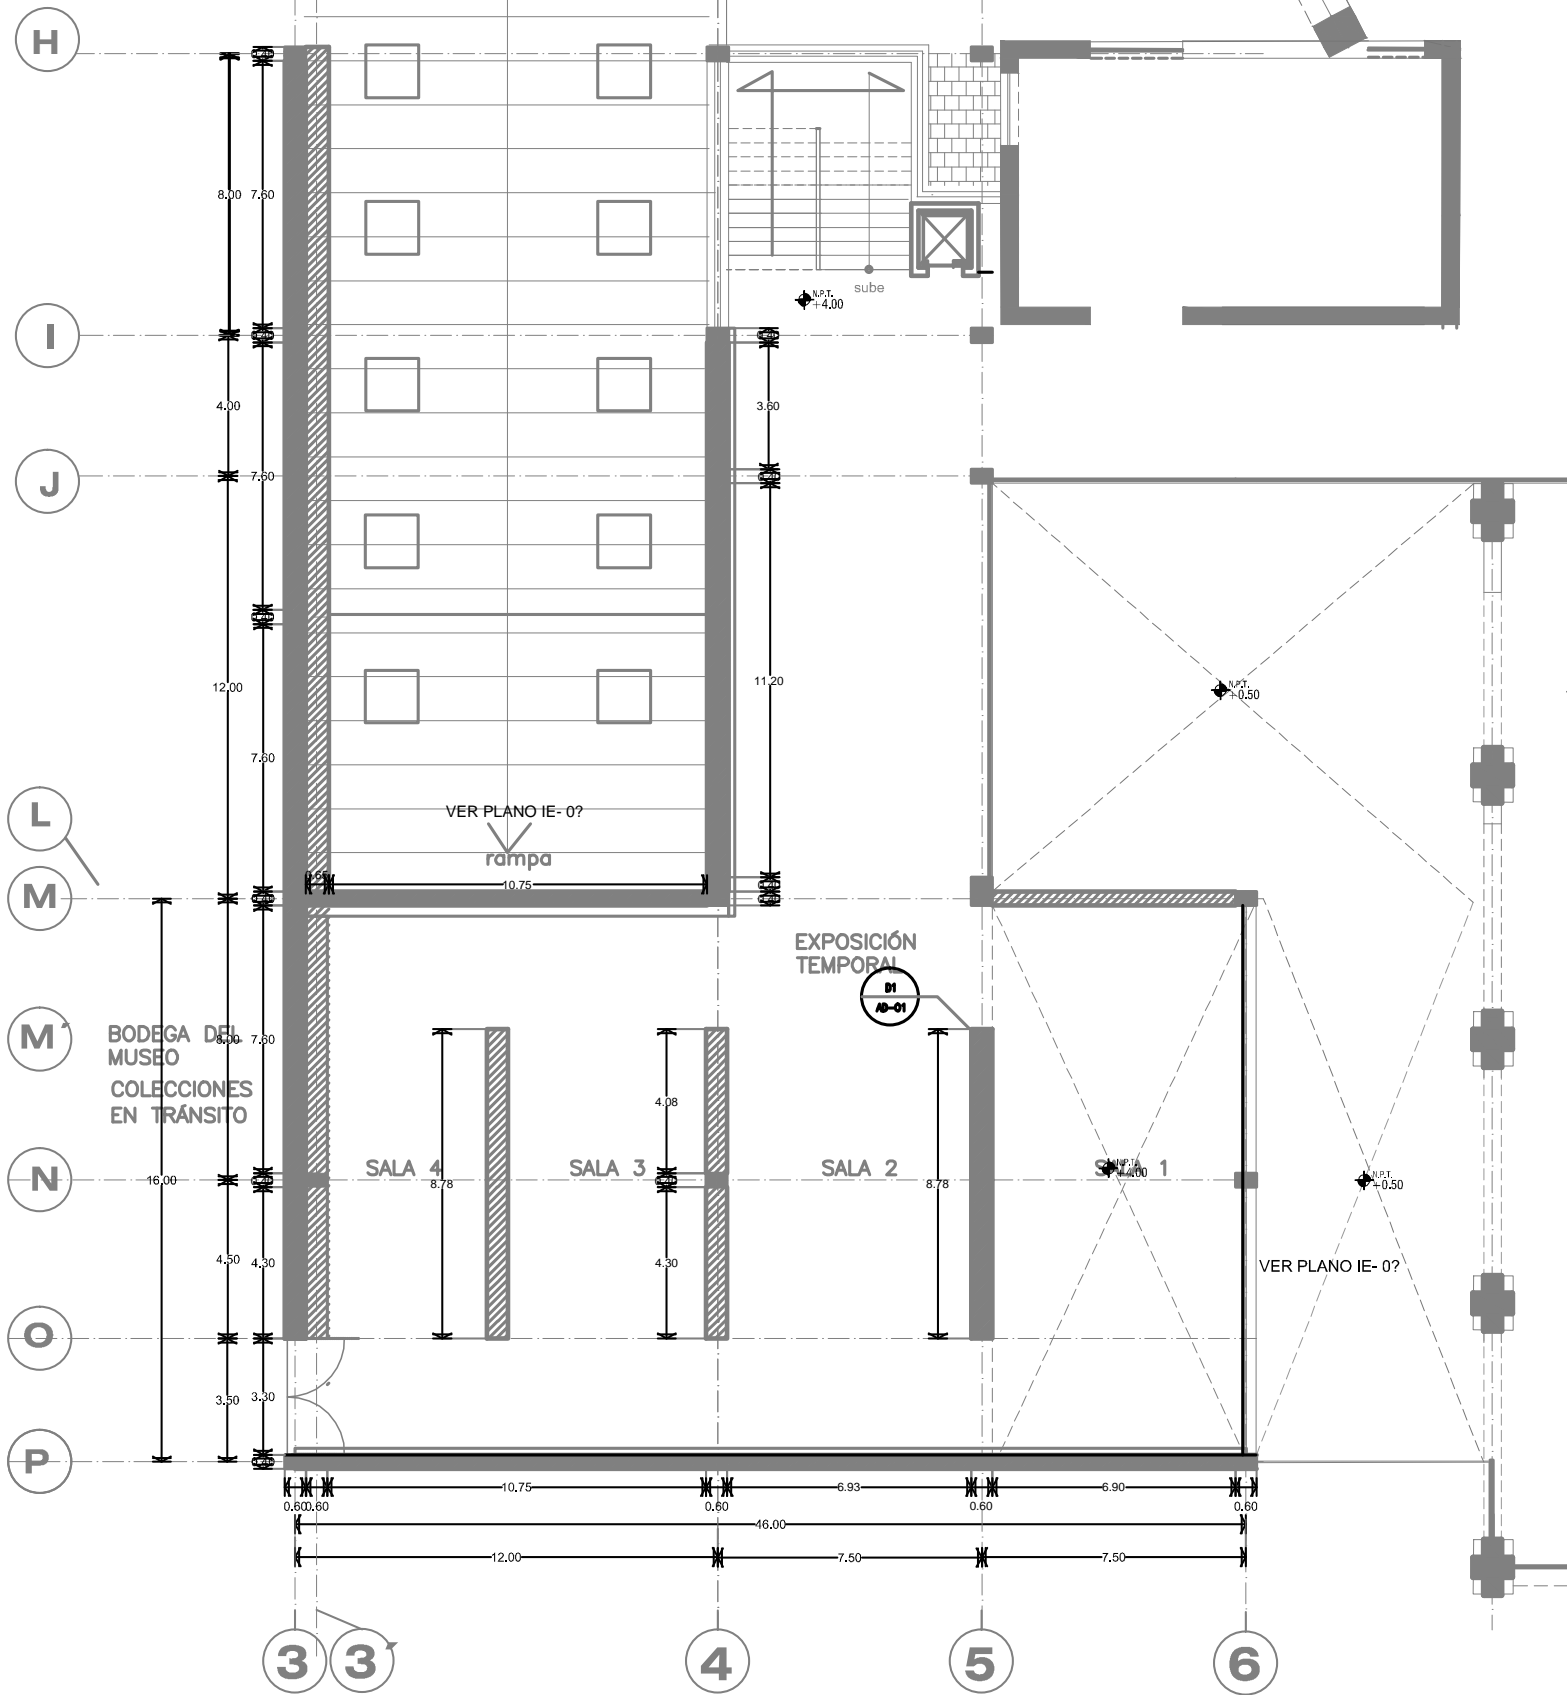 H
8.00
7.60
sube
N.P.T.
+4.00
I
4.00
3.60
J
7.60
12.00
11.20
N.P.T.
+0.50
7.60
L
VER PLANO IE- 0?
rampa
10.75
M
EXPOSICIÓN
TEMPORAL
D1
AD-01
M´
BODEGA DEL
MUSEO
8.00
7.60
COLECCIONES
EN TRÁNSITO
4.08
N
16.00
SALA 4
8.78
SALA 3
SALA 2
8.78
N.P.T.
+4.00
1
N.P.T.
+0.50
4.50
4.30
4.30
VER PLANO IE- 0?
O
3.50
3.30
P
10.75
6.93
6.90
0.60
0.60
0.60
0.60
0.60
46.00
12.00
7.50
7.50
3
3´
4
5
6